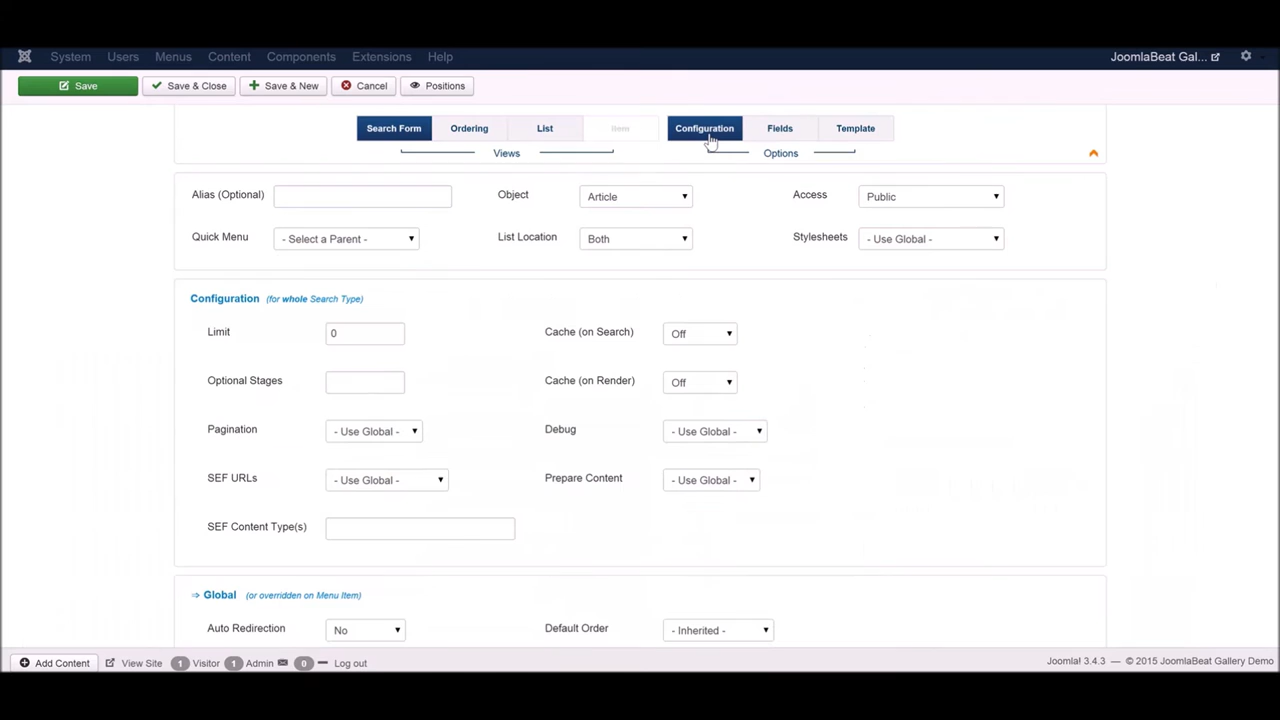 System Users Menus Content Components Extensions Help JoomlaBeat Gal...
Save Save & Close Save & New Cancel Positions
Search Form Ordering List Item Configuration Fields Template
Views Options
Alias (Optional) Object Article Access Public
Quick Menu - Select a Parent - List Location Both Stylesheets - Use Global -
Configuration (for whole Search Type)
Limit 0 Cache (on Search) Off
Optional Stages Cache (on Render) Off
Pagination - Use Global - Debug - Use Global -
SEF URLs - Use Global - Prepare Content - Use Global -
SEF Content Type(s)
⇒ Global (or overridden on Menu Item)
Auto Redirection No Default Order - Inherited -
Add Content View Site 1 Visitor 1 Admin 0 Log out Joomla! 3.4.3 — © 2015 JoomlaBeat Gallery Demo